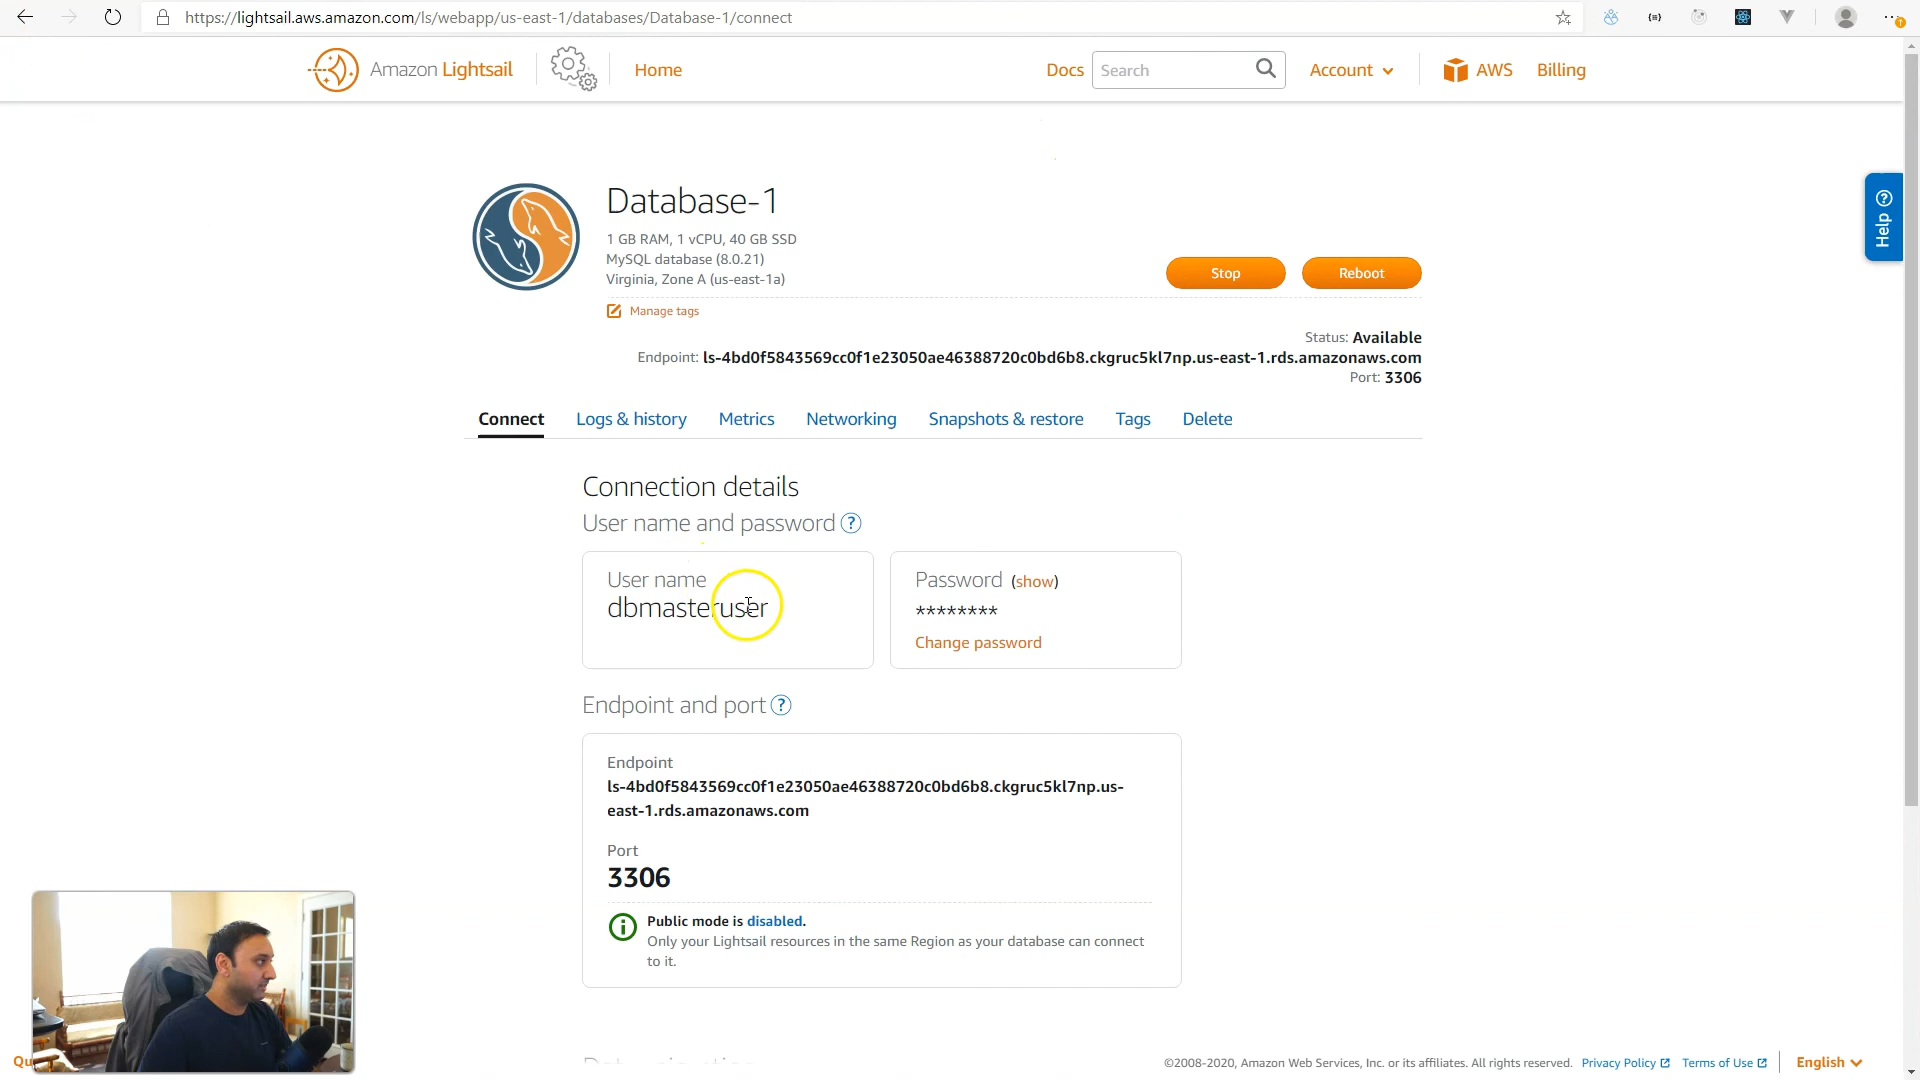 https://lightsail.aws.amazon.com/ls/webapp/us-east-1/databases/Database-1/connect
Amazon Lightsail
Home
Docs
Search
Account
AWS
Billing
Help
Database-1
1 GB RAM, 1 vCPU, 40 GB SSD
MySQL database (8.0.21)
Virginia, Zone A (us-east-1a)
Stop
Reboot
Manage tags
Status: Available
Endpoint: ls-4bd0f5843569cc0f1e23050ae46388720c0bd6b8.ckgruc5kl7np.us-east-1.rds.amazonaws.com
Port: 3306
Connect
Logs & history
Metrics
Networking
Snapshots & restore
Tags
Delete
Connection details
User name and password
User name
dbmasteruser
Password (show)
********
Change password
Endpoint and port
Endpoint
ls-4bd0f5843569cc0f1e23050ae46388720c0bd6b8.ckgruc5kl7np.us-
east-1.rds.amazonaws.com
Port
3306
Public mode is disabled.
Only your Lightsail resources in the same Region as your database can connect
to it.
©2008-2020, Amazon Web Services, Inc. or its affiliates. All rights reserved. Privacy Policy Terms of Use English